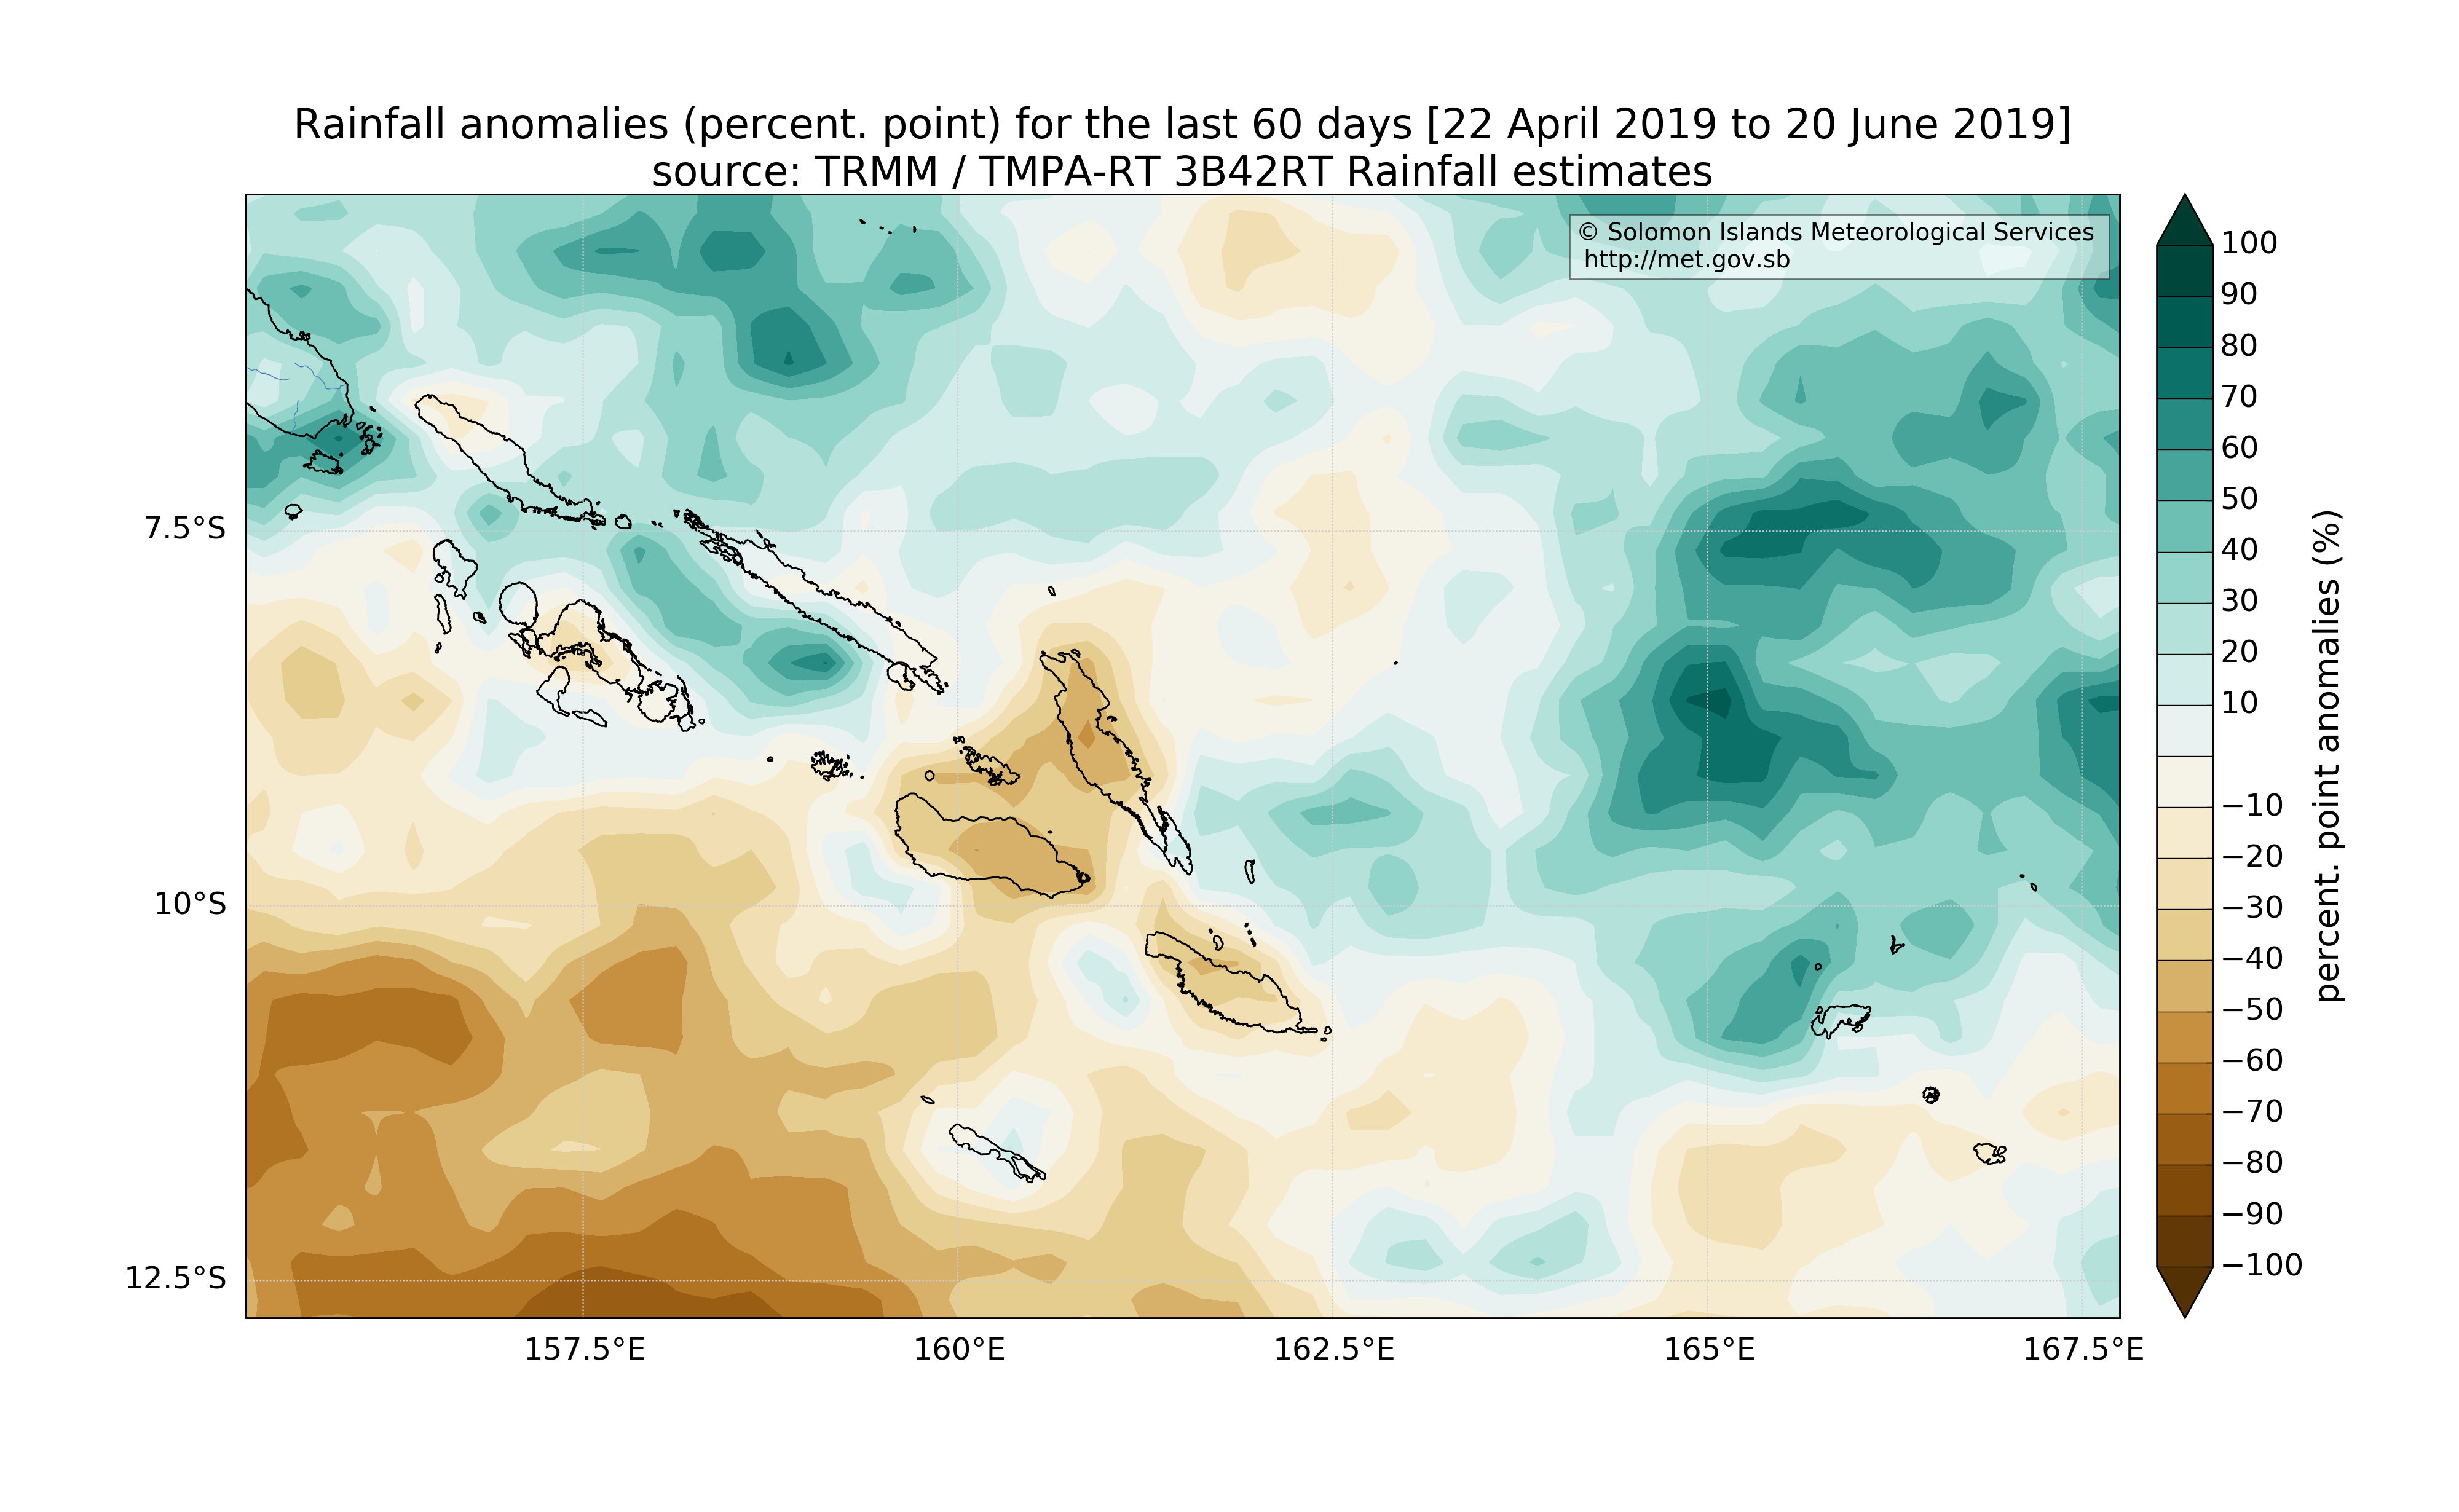 Rainfall anomalies (percent. point) for the last 60 days [22 April 2019 to 20 June 2019]
source: TRMM / TMPA-RT 3B42RT Rainfall estimates
© Solomon Islands Meteorological Services
http://met.gov.sb
7.5°S
10°S
12.5°S
157.5°E
160°E
162.5°E
165°E
167.5°E
100
90
80
70
60
50
40
30
20
10
−10
−20
−30
−40
−50
−60
−70
−80
−90
−100
percent. point anomalies (%)